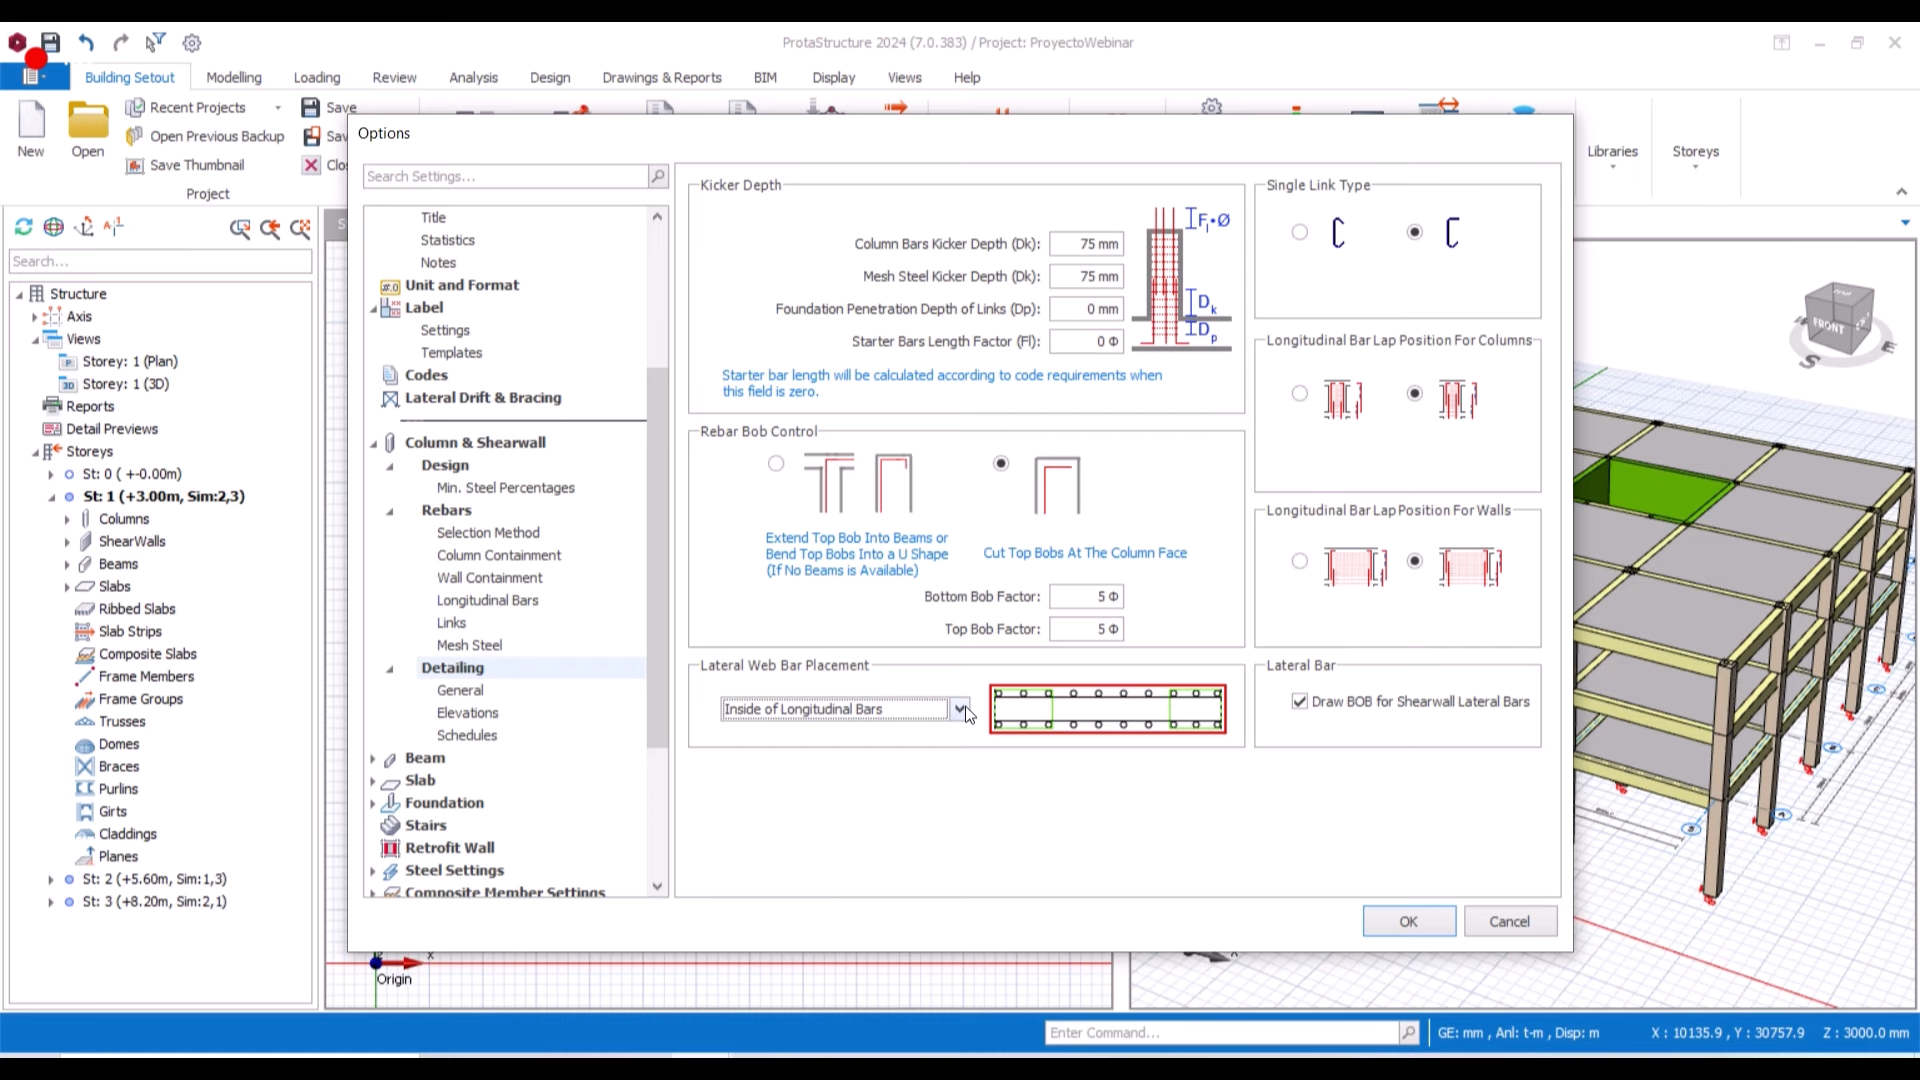 ProtaStructure 2024 (7.0.383) / Project: ProyectoWebinar
Building Setout
Modelling
Loading
Review
Analysis
Design
Drawings & Reports
BIM
Display
Views
Help
New
Open
Recent Projects
Open Previous Backup
Save Thumbnail
Save
Project
Libraries
Storeys
Search...
Structure
Axis
Views
Storey: 1 (Plan)
Storey: 1 (3D)
Reports
Detail Previews
Storeys
St: 0 ( +-0.00m)
St: 1 (+3.00m, Sim:2,3)
Columns
ShearWalls
Beams
Slabs
Ribbed Slabs
Slab Strips
Composite Slabs
Frame Members
Frame Groups
Trusses
Domes
Braces
Purlins
Girts
Claddings
Planes
St: 2 (+5.60m, Sim:1,3)
St: 3 (+8.20m, Sim:2,1)
Options
Search Settings...
Title
Statistics
Notes
Unit and Format
Label
Settings
Templates
Codes
Lateral Drift & Bracing
Column & Shearwall
Design
Min. Steel Percentages
Rebars
Selection Method
Column Containment
Wall Containment
Longitudinal Bars
Links
Mesh Steel
Detailing
General
Elevations
Schedules
Beam
Slab
Foundation
Stairs
Retrofit Wall
Steel Settings
Composite Member Settings
Kicker Depth
Column Bars Kicker Depth (Dk): 75 mm
Mesh Steel Kicker Depth (Dk): 75 mm
Foundation Penetration Depth of Links (Dp): 0 mm
Starter Bars Length Factor (Fl): 0 Φ
Starter bar length will be calculated according to code requirements when
this field is zero.
Rebar Bob Control
Extend Top Bob Into Beams or
Bend Top Bobs Into a U Shape
(If No Beams is Available)
Cut Top Bobs At The Column Face
Bottom Bob Factor: 5 Φ
Top Bob Factor: 5 Φ
Lateral Web Bar Placement
Inside of Longitudinal Bars
Single Link Type
Longitudinal Bar Lap Position For Columns
Longitudinal Bar Lap Position For Walls
Lateral Bar
Draw BOB for Shearwall Lateral Bars
OK
Cancel
FRONT
S
E
X
Origin
Enter Command...
GE: mm , Anl: t-m , Disp: m
X : 10135.9 , Y : 30757.9
Z : 3000.0 mm